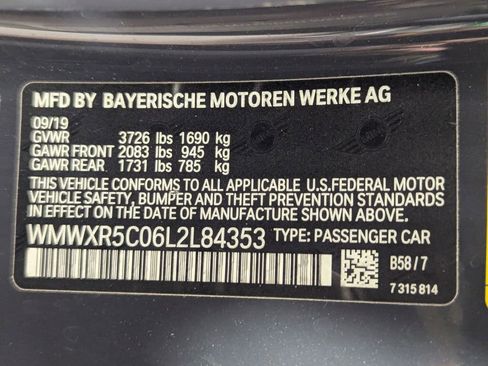 MFD BY BAYERISCHE MOTOREN WERKE AG
09/19
GVWR 3726 lbs 1690 kg
GAWR FRONT 2083 lbs 945 kg
GAWR REAR 1731 lbs 785 kg
THIS VEHICLE CONFORMS TO ALL APPLICABLE U.S.FEDERAL MOTOR
VEHICLE SAFETY, BUMPER AND THEFT PREVENTION STANDARDS
IN EFFECT ON THE DATE OF MANUFACTURE SHOWN ABOVE.
WMWXR5C06L2L84353 TYPE: PASSENGER CAR
B58 / 7
7 315 814